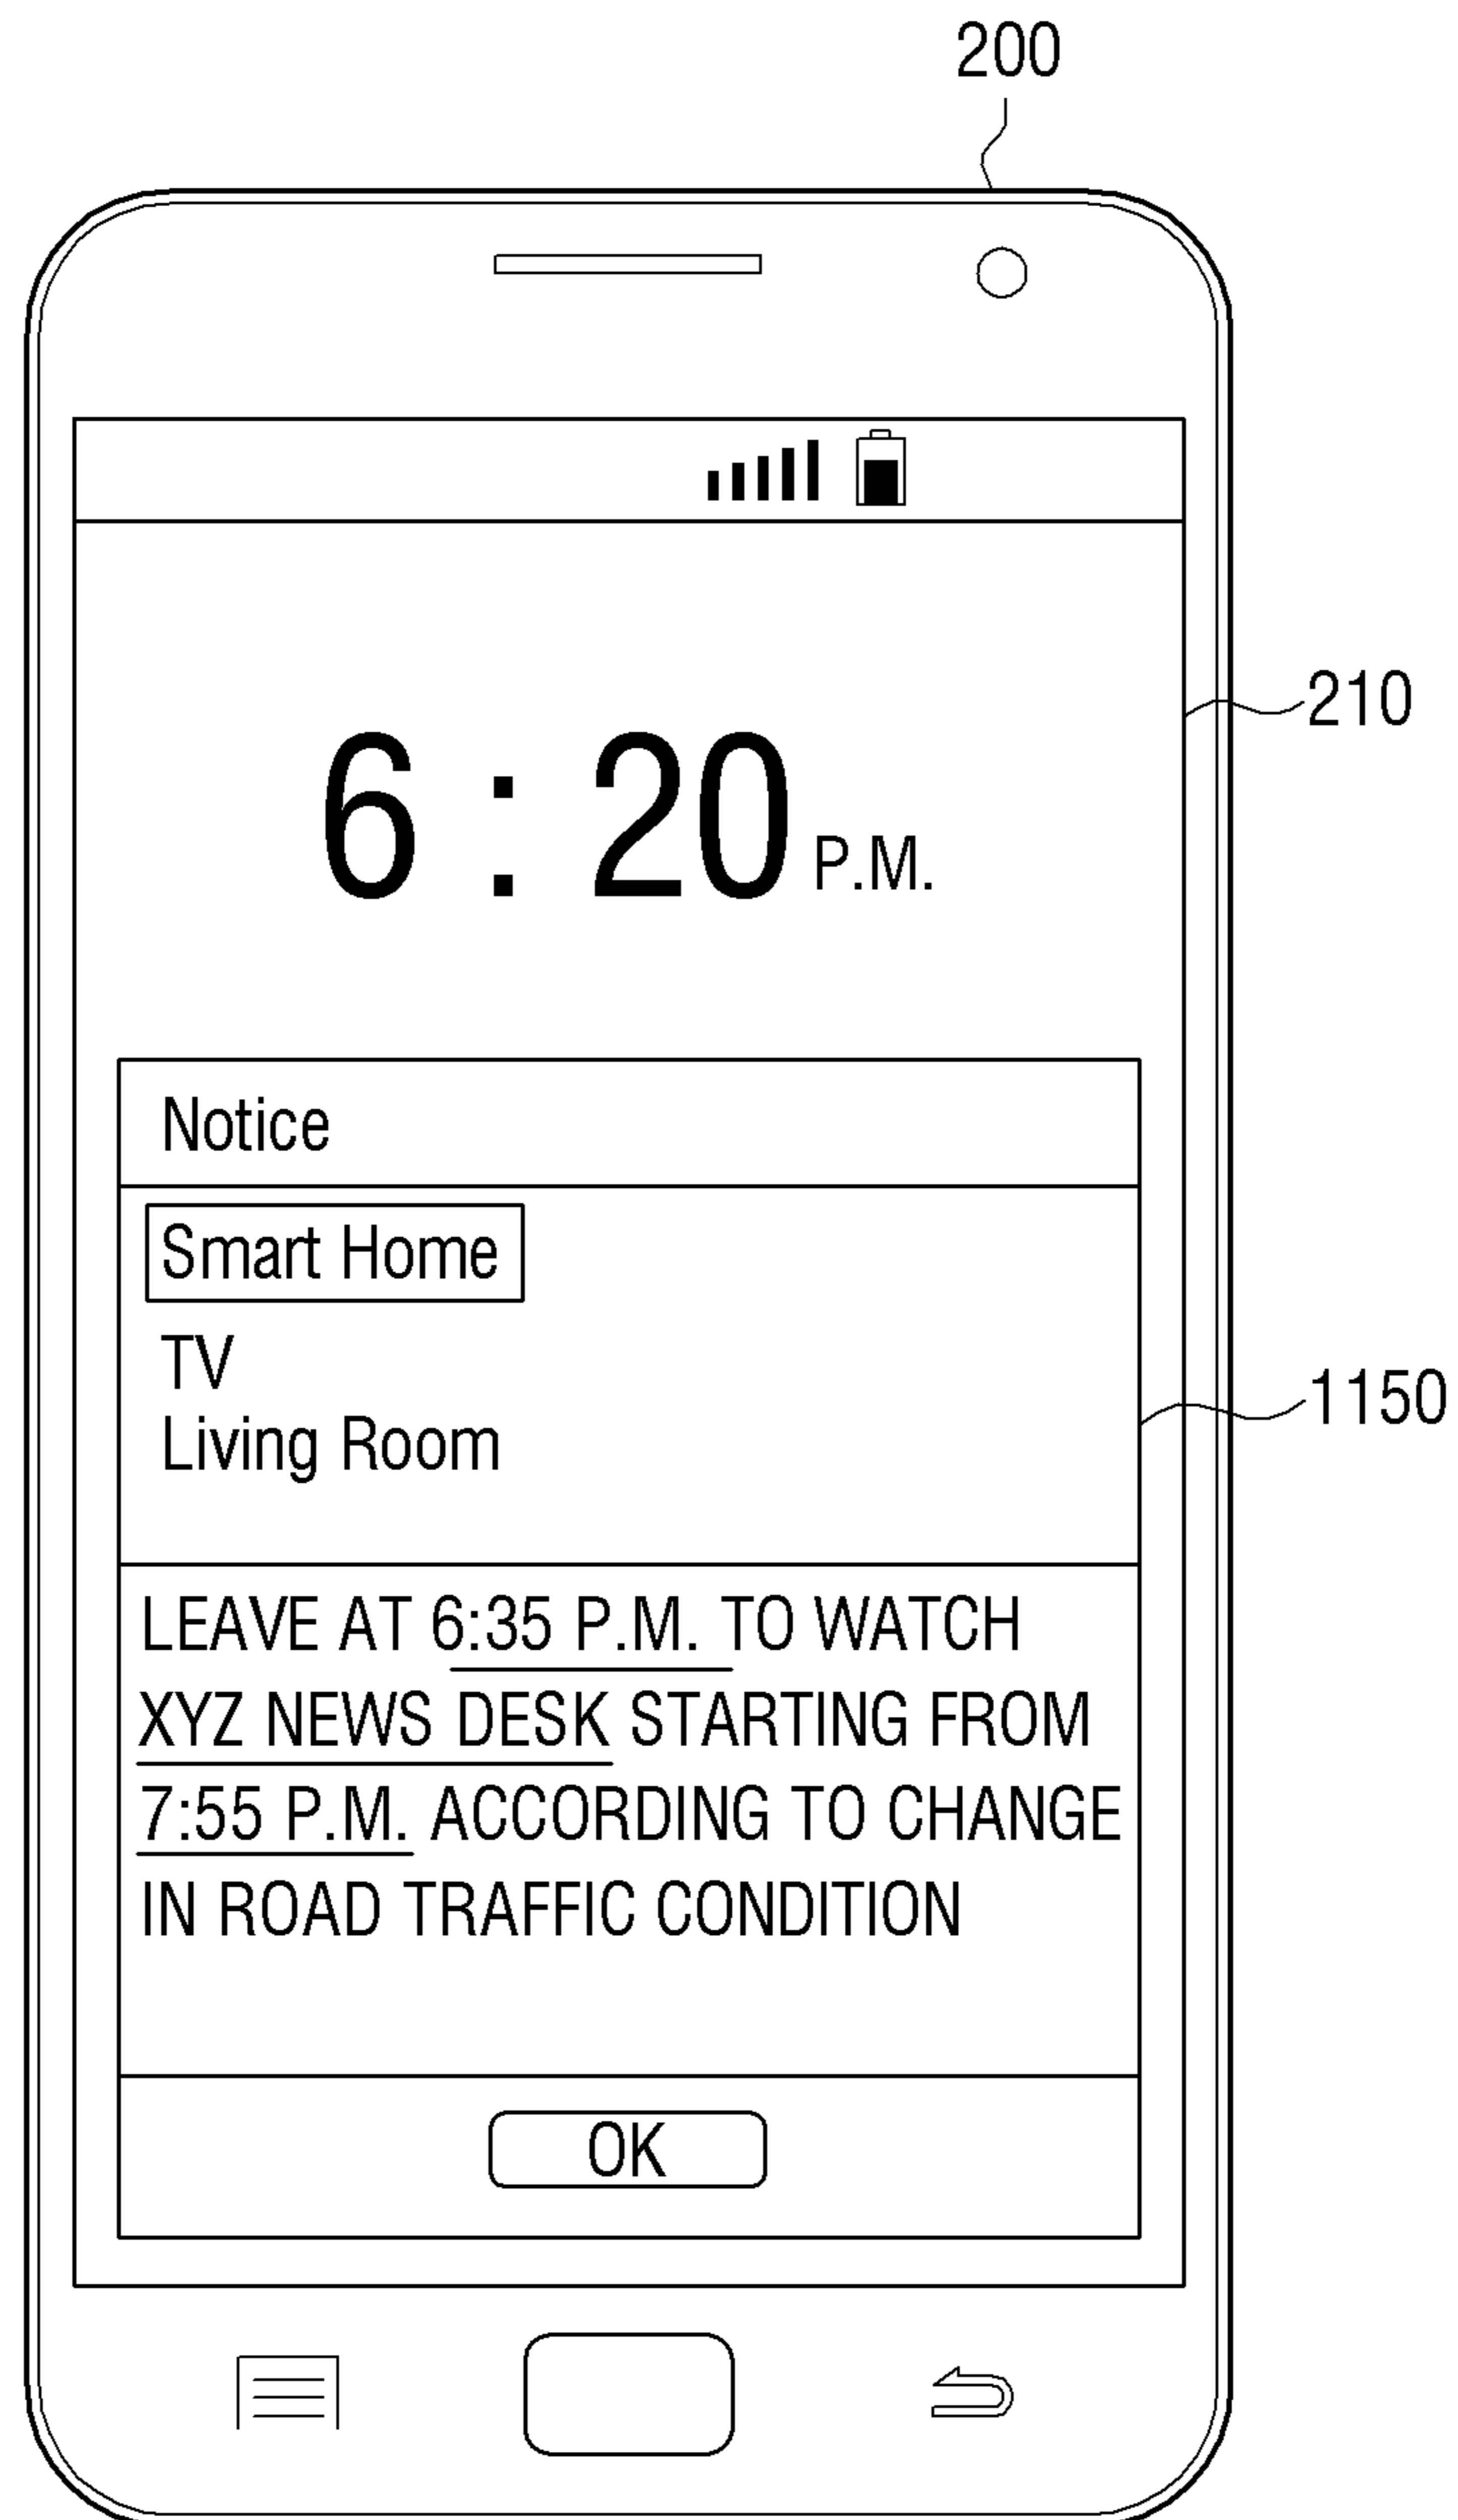 200
210
6 : 20 P.M.
Notice
Smart Home
TV
Living Room
1150
LEAVE AT 6:35 P.M. TO WATCH
XYZ NEWS DESK STARTING FROM
7:55 P.M. ACCORDING TO CHANGE
IN ROAD TRAFFIC CONDITION
OK